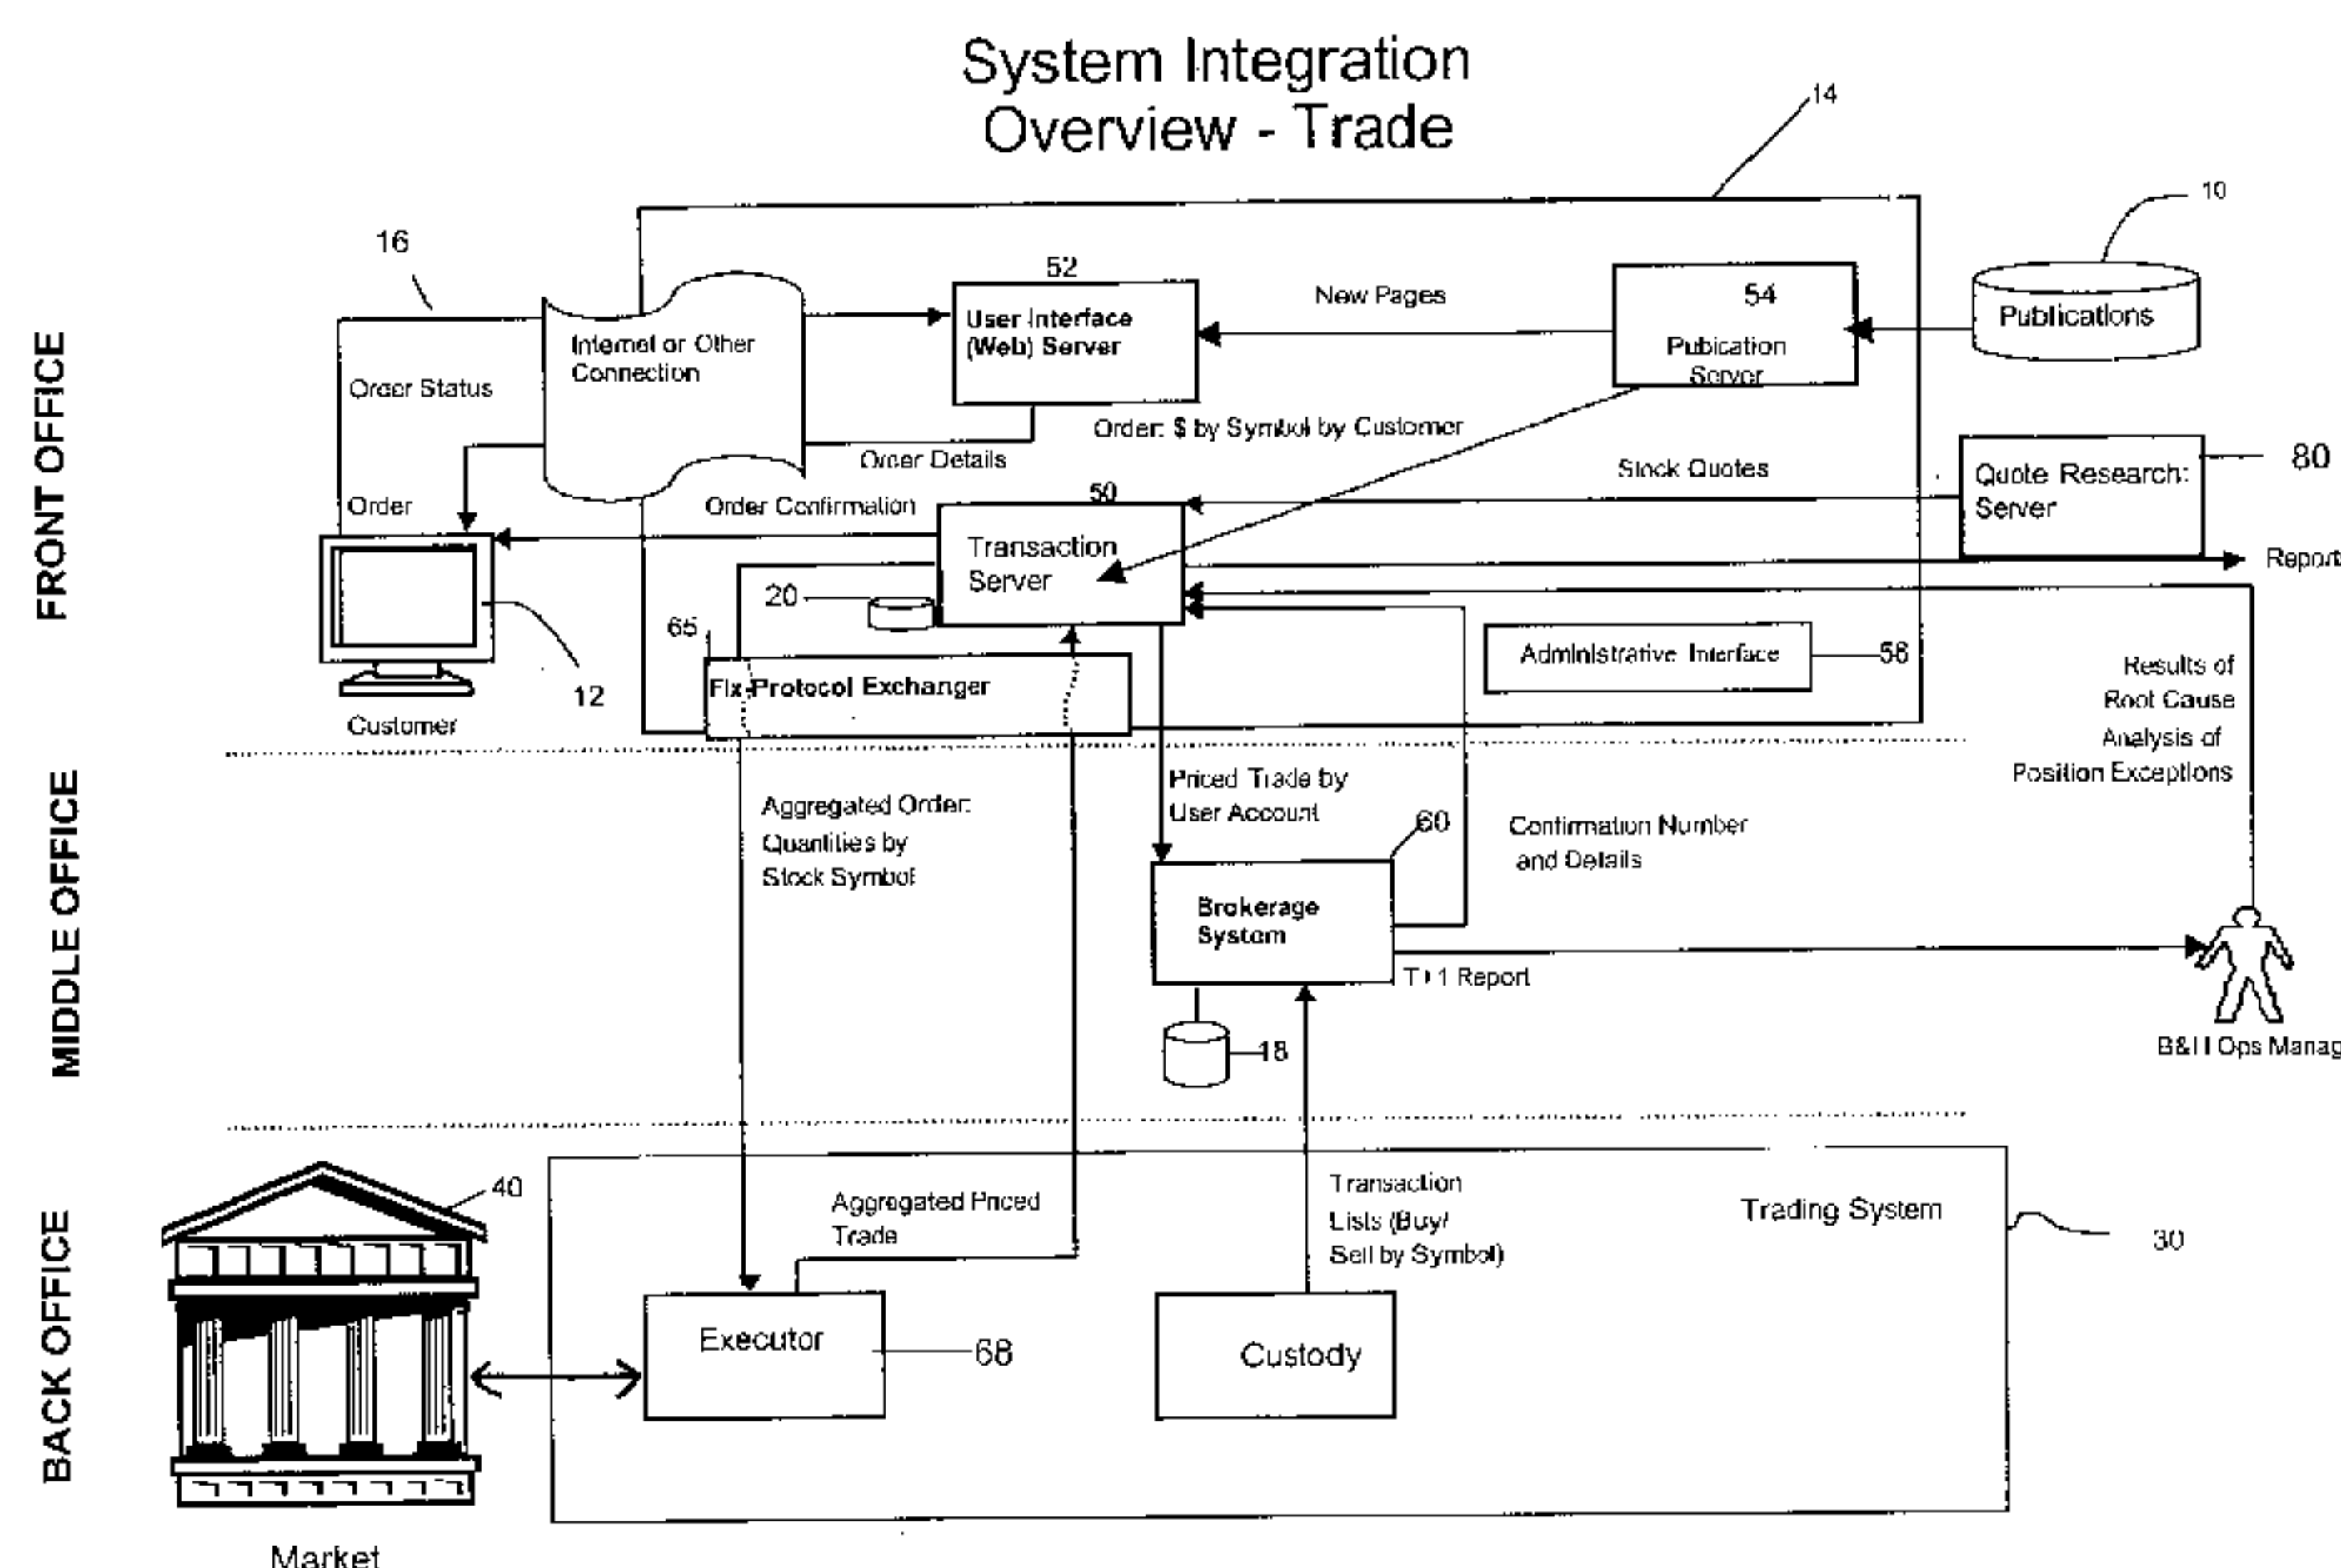 System Integration
Overview - Trade
14
10
16
52
54
New Pages
Publications
User Interface
(Web) Server
Internet or Other
Connection
Pubication
Server
Order Status
Order: $ by Symbol by Customer
Order Details
Stock Quotes
80
Quote Research:
Server
FRONT OFFICE
Order
Order Confirmation
50
Transaction
Server
Report
20
65
Administrative Interface
Fix-Protocol Exchanger
12
Customer
Results of
Root Cause
Analysis of
Position Exceptions
MIDDLE OFFICE
Aggregated Order:
Quantities by
Stock Symbol
Priced Trade by
User Account
60
Confirmation Number
and Details
Brokerage
System
T+1 Report
18
Ops Manag
BACK OFFICE
40
Aggregated Priced
Trade
Transaction
Lists (Buy/
Sell by Symbol)
Trading System
30
Executor
68
Custody
Market